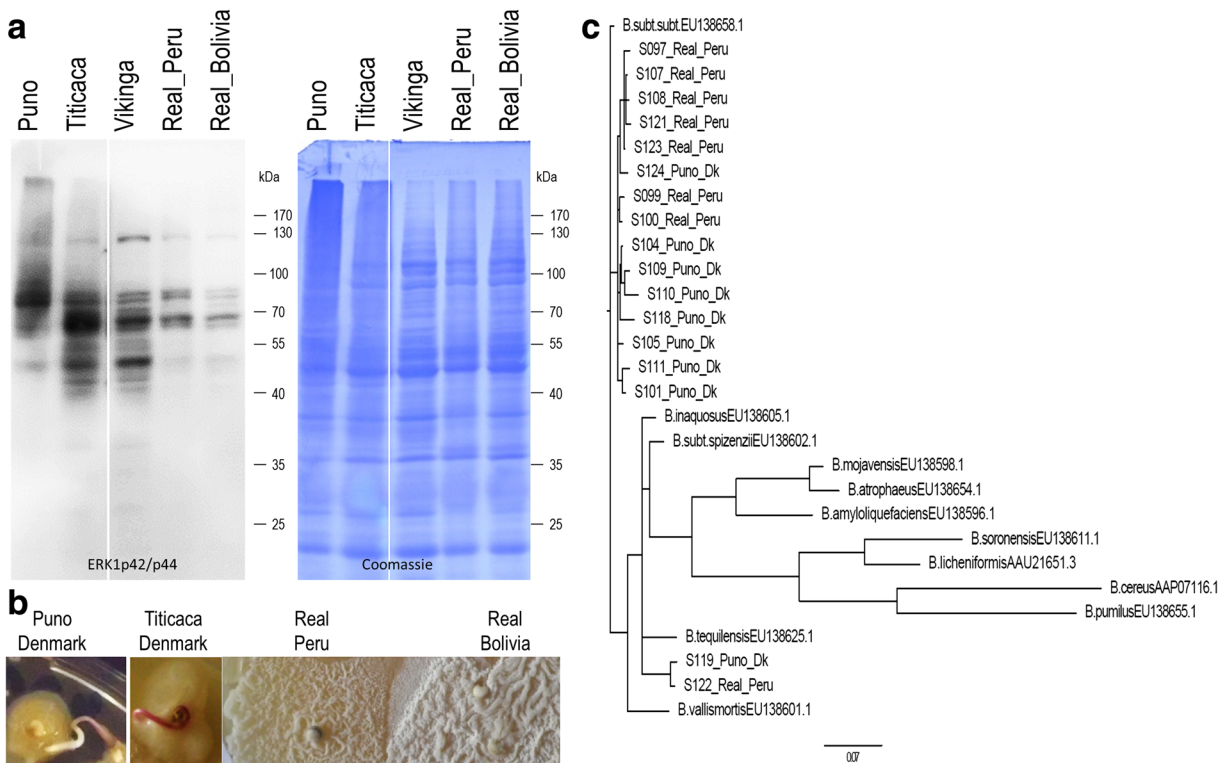 a
Puno
Titicaca
Vikinga
Real_Peru
Real_Bolivia
kDa
170
130
100
70
55
40
35
25
ERK1p42/p44
Puno
Titicaca
Vikinga
Real_Peru
Real_Bolivia
kDa
170
130
100
70
55
40
35
25
Coomassie
b
Puno
Denmark
Titicaca
Denmark
Real
Peru
Real
Bolivia
c
B.subt.subt.EU138658.1
S097_Real_Peru
S107_Real_Peru
S108_Real_Peru
S121_Real_Peru
S123_Real_Peru
S124_Puno_Dk
S099_Real_Peru
S100_Real_Peru
S104_Puno_Dk
S109_Puno_Dk
S110_Puno_Dk
S118_Puno_Dk
S105_Puno_Dk
S111_Puno_Dk
S101_Puno_Dk
B.inaquosusEU138605.1
B.subt.spizenziiEU138602.1
B.mojavensisEU138598.1
B.atrophaeusEU138654.1
B.amyloliquefaciensEU138596.1
B.soronensisEU138611.1
B.licheniformisAAU21651.3
B.cereusAAP07116.1
B.pumilusEU138655.1
B.tequilensisEU138625.1
S119_Puno_Dk
S122_Real_Peru
B.vallismortisEU138601.1
0.07